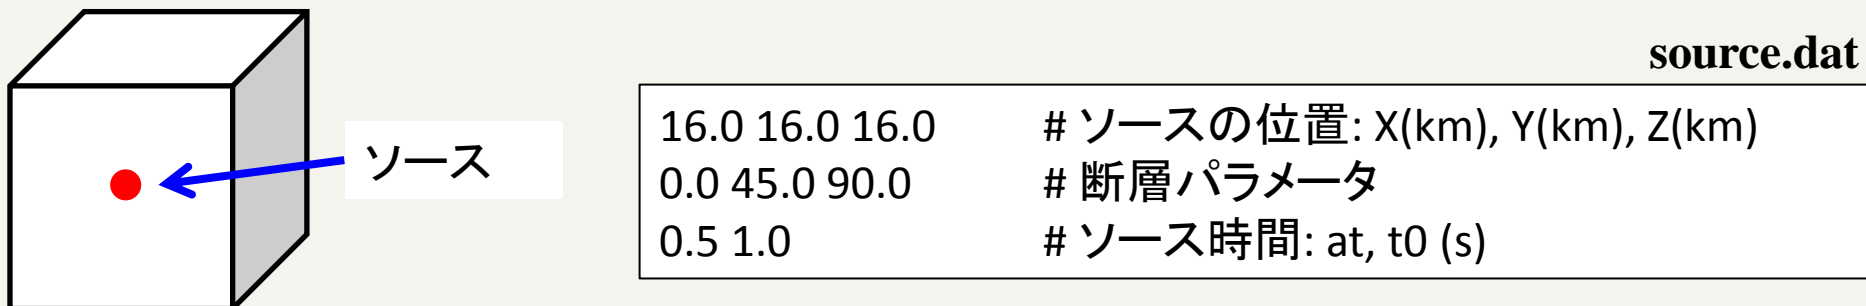 source.dat
ソース
16.0 16.0 16.0 # ソースの位置: X(km), Y(km), Z(km)
0.0 45.0 90.0 # 断層パラメータ
0.5 1.0 # ソース時間: at, t0 (s)